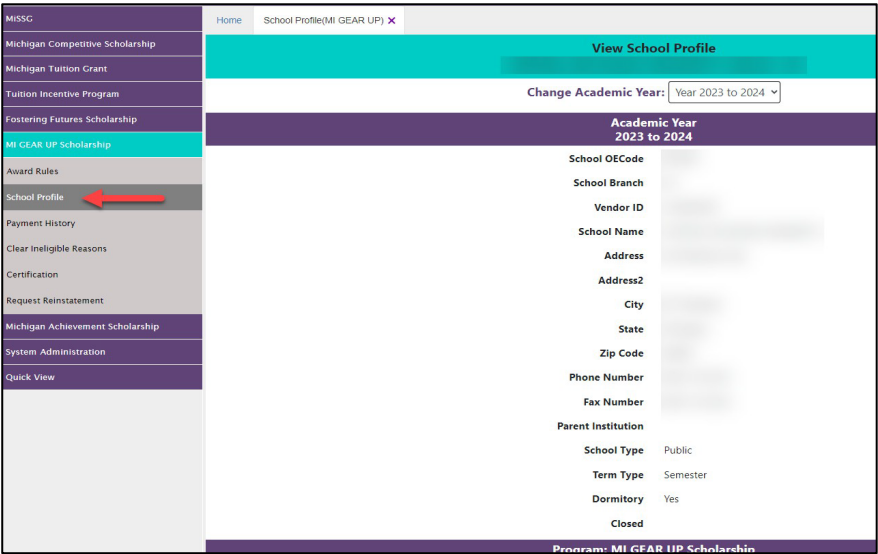 MiSSG
Michigan Competitive Scholarship
Michigan Tuition Grant
Tuition Incentive Program
Fostering Futures Scholarship
MI GEAR UP Scholarship
Award Rules
School Profile
Payment History
Clear Ineligible Reasons
Certification
Request Reinstatement
Michigan Achievement Scholarship
System Administration
Quick View
Home School Profile(MI GEAR UP) X
View School Profile
Change Academic Year: Year 2023 to 2024
Academic Year
2023 to 2024
School OECode
School Branch
Vendor ID
School Name
Address
Address2
City
State
Zip Code
Phone Number
Fax Number
Parent Institution
School Type Public
Term Type Semester
Dormitory Yes
Closed
Program: MI GEAR UP Scholarship